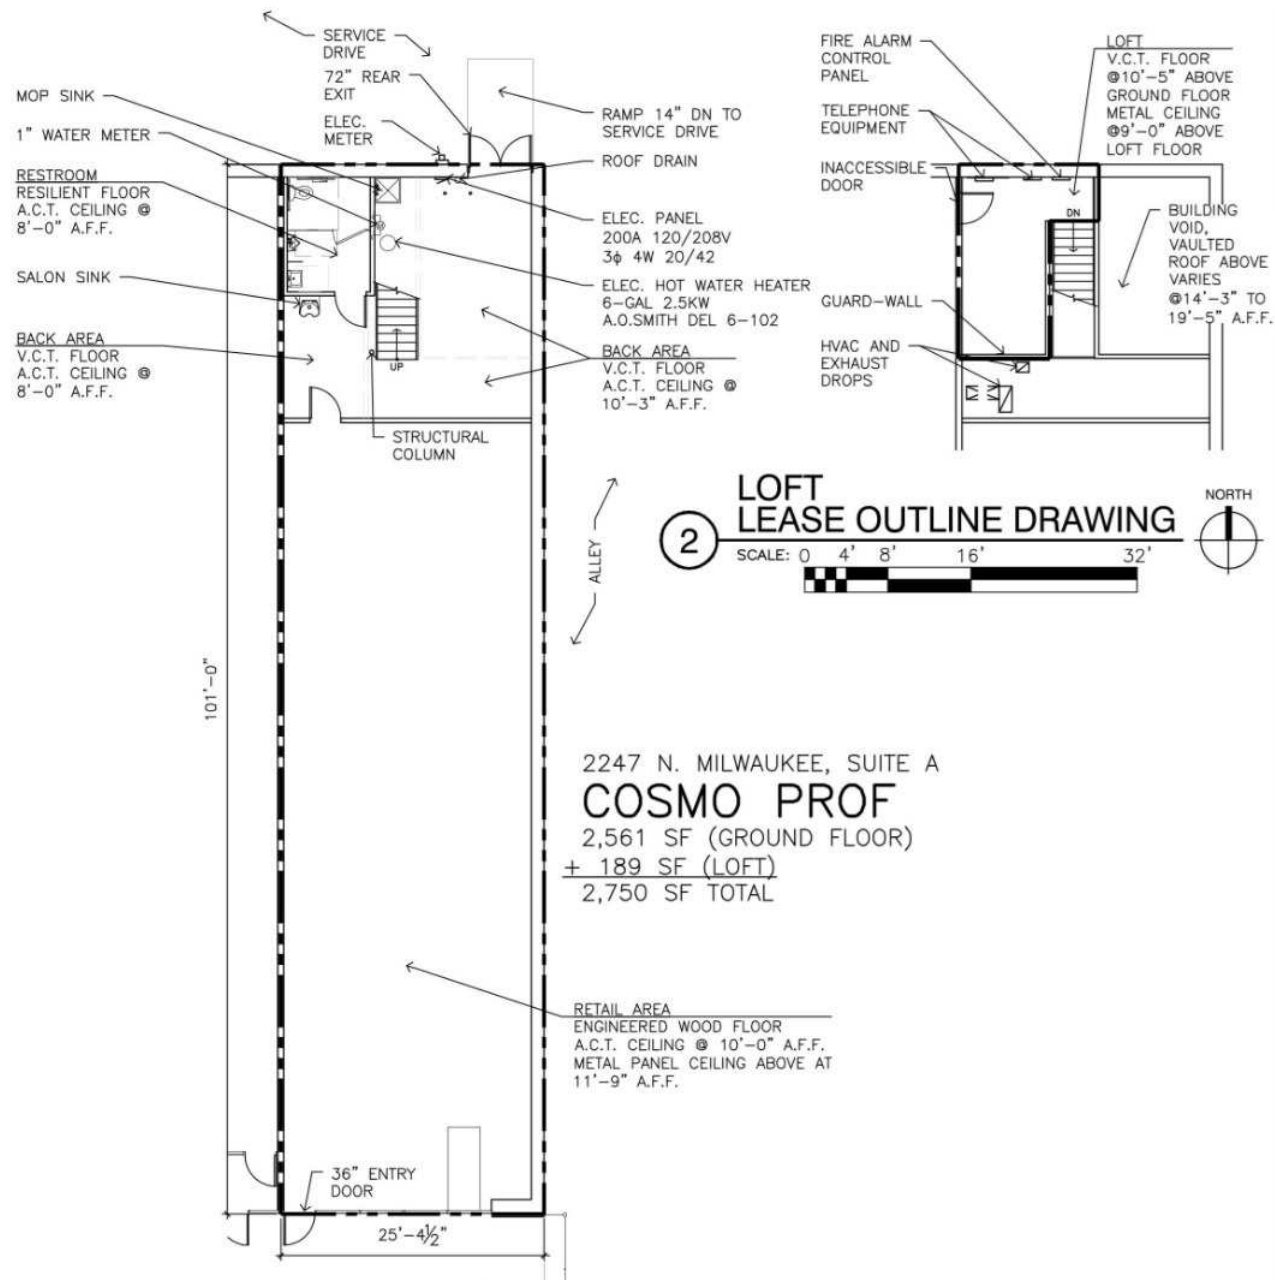 SERVICE
DRIVE
72" REAR
EXIT
ELEC.
METER
MOP SINK
1" WATER METER
RESTROOM
RESILIENT FLOOR
A.C.T. CEILING @
8'-0" A.F.F.
SALON SINK
BACK AREA
V.C.T. FLOOR
A.C.T. CEILING @
8'-0" A.F.F.
RAMP 14" DN TO
SERVICE DRIVE
ROOF DRAIN
ELEC. PANEL
200A 120/208V
3ϕ 4W 20/42
ELEC. HOT WATER HEATER
6-GAL 2.5KW
A.O.SMITH DEL 6-102
BACK AREA
V.C.T. FLOOR
A.C.T. CEILING @
10'-3" A.F.F.
UP
STRUCTURAL
COLUMN
FIRE ALARM
CONTROL
PANEL
TELEPHONE
EQUIPMENT
INACCESSIBLE
DOOR
GUARD-WALL
HVAC AND
EXHAUST
DROPS
LOFT
V.C.T. FLOOR
@10'-5" ABOVE
GROUND FLOOR
METAL CEILING
@9'-0" ABOVE
LOFT FLOOR
DN
BUILDING
VOID,
VAULTED
ROOF ABOVE
VARIES
@14'-3" TO
19'-5" A.F.F.
2
LOFT
LEASE OUTLINE DRAWING
SCALE: 0 4' 8' 16' 32'
NORTH
ALLEY
101'-0"
2247 N. MILWAUKEE, SUITE A
COSMO PROF
2,561 SF (GROUND FLOOR)
+ 189 SF (LOFT)
2,750 SF TOTAL
RETAIL AREA
ENGINEERED WOOD FLOOR
A.C.T. CEILING @ 10'-0" A.F.F.
METAL PANEL CEILING ABOVE AT
11'-9" A.F.F.
36" ENTRY
DOOR
25'-4½"